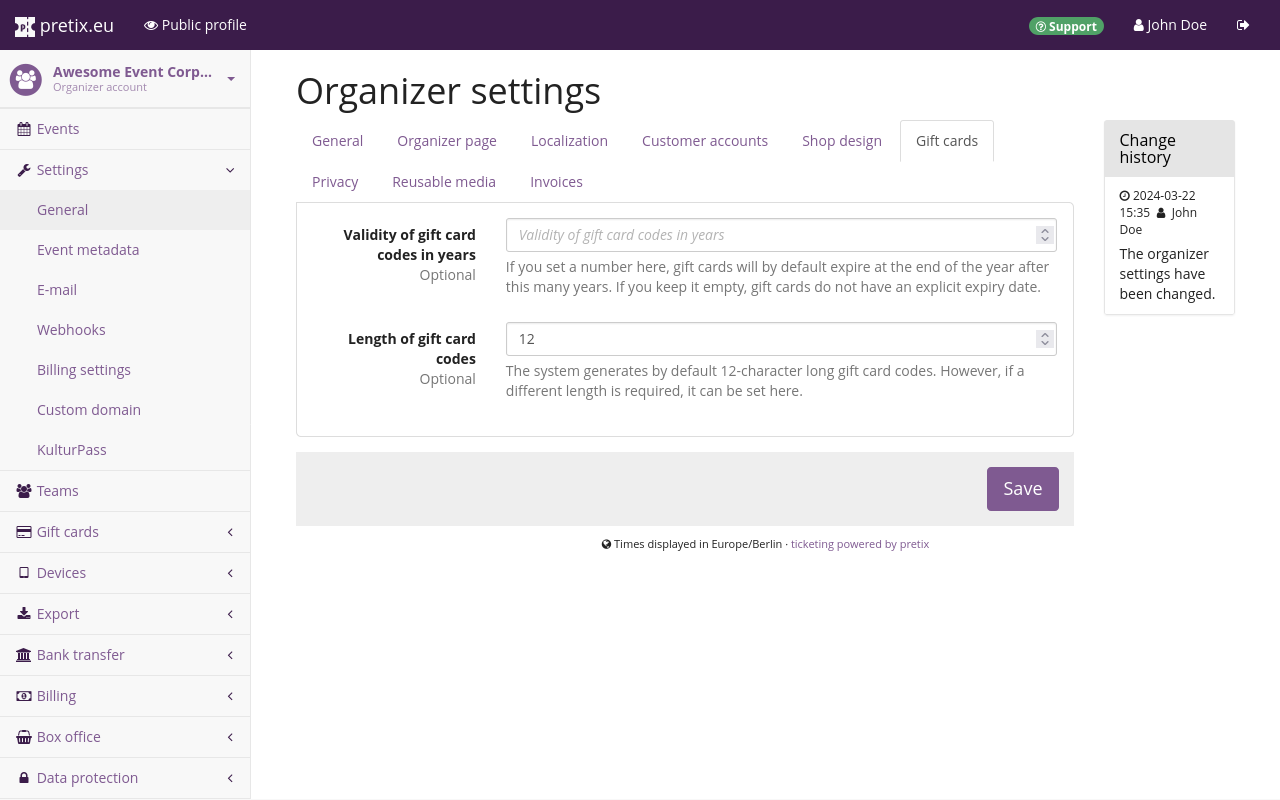 pretix.eu
Public profile
Support
John Doe
Awesome Event Corp...
Organizer account
Events
Settings
General
Event metadata
E-mail
Webhooks
Billing settings
Custom domain
KulturPass
Teams
Gift cards
Devices
Export
Bank transfer
Billing
Box office
Data protection
Organizer settings
General
Organizer page
Localization
Customer accounts
Shop design
Gift cards
Privacy
Reusable media
Invoices
Validity of gift card
codes in years
Optional
Validity of gift card codes in years
If you set a number here, gift cards will by default expire at the end of the year after
this many years. If you keep it empty, gift cards do not have an explicit expiry date.
Length of gift card
codes
Optional
12
The system generates by default 12-character long gift card codes. However, if a
different length is required, it can be set here.
Save
Times displayed in Europe/Berlin · ticketing powered by pretix
Change
history
2024-03-22
15:35 John
Doe
The organizer
settings have
been changed.